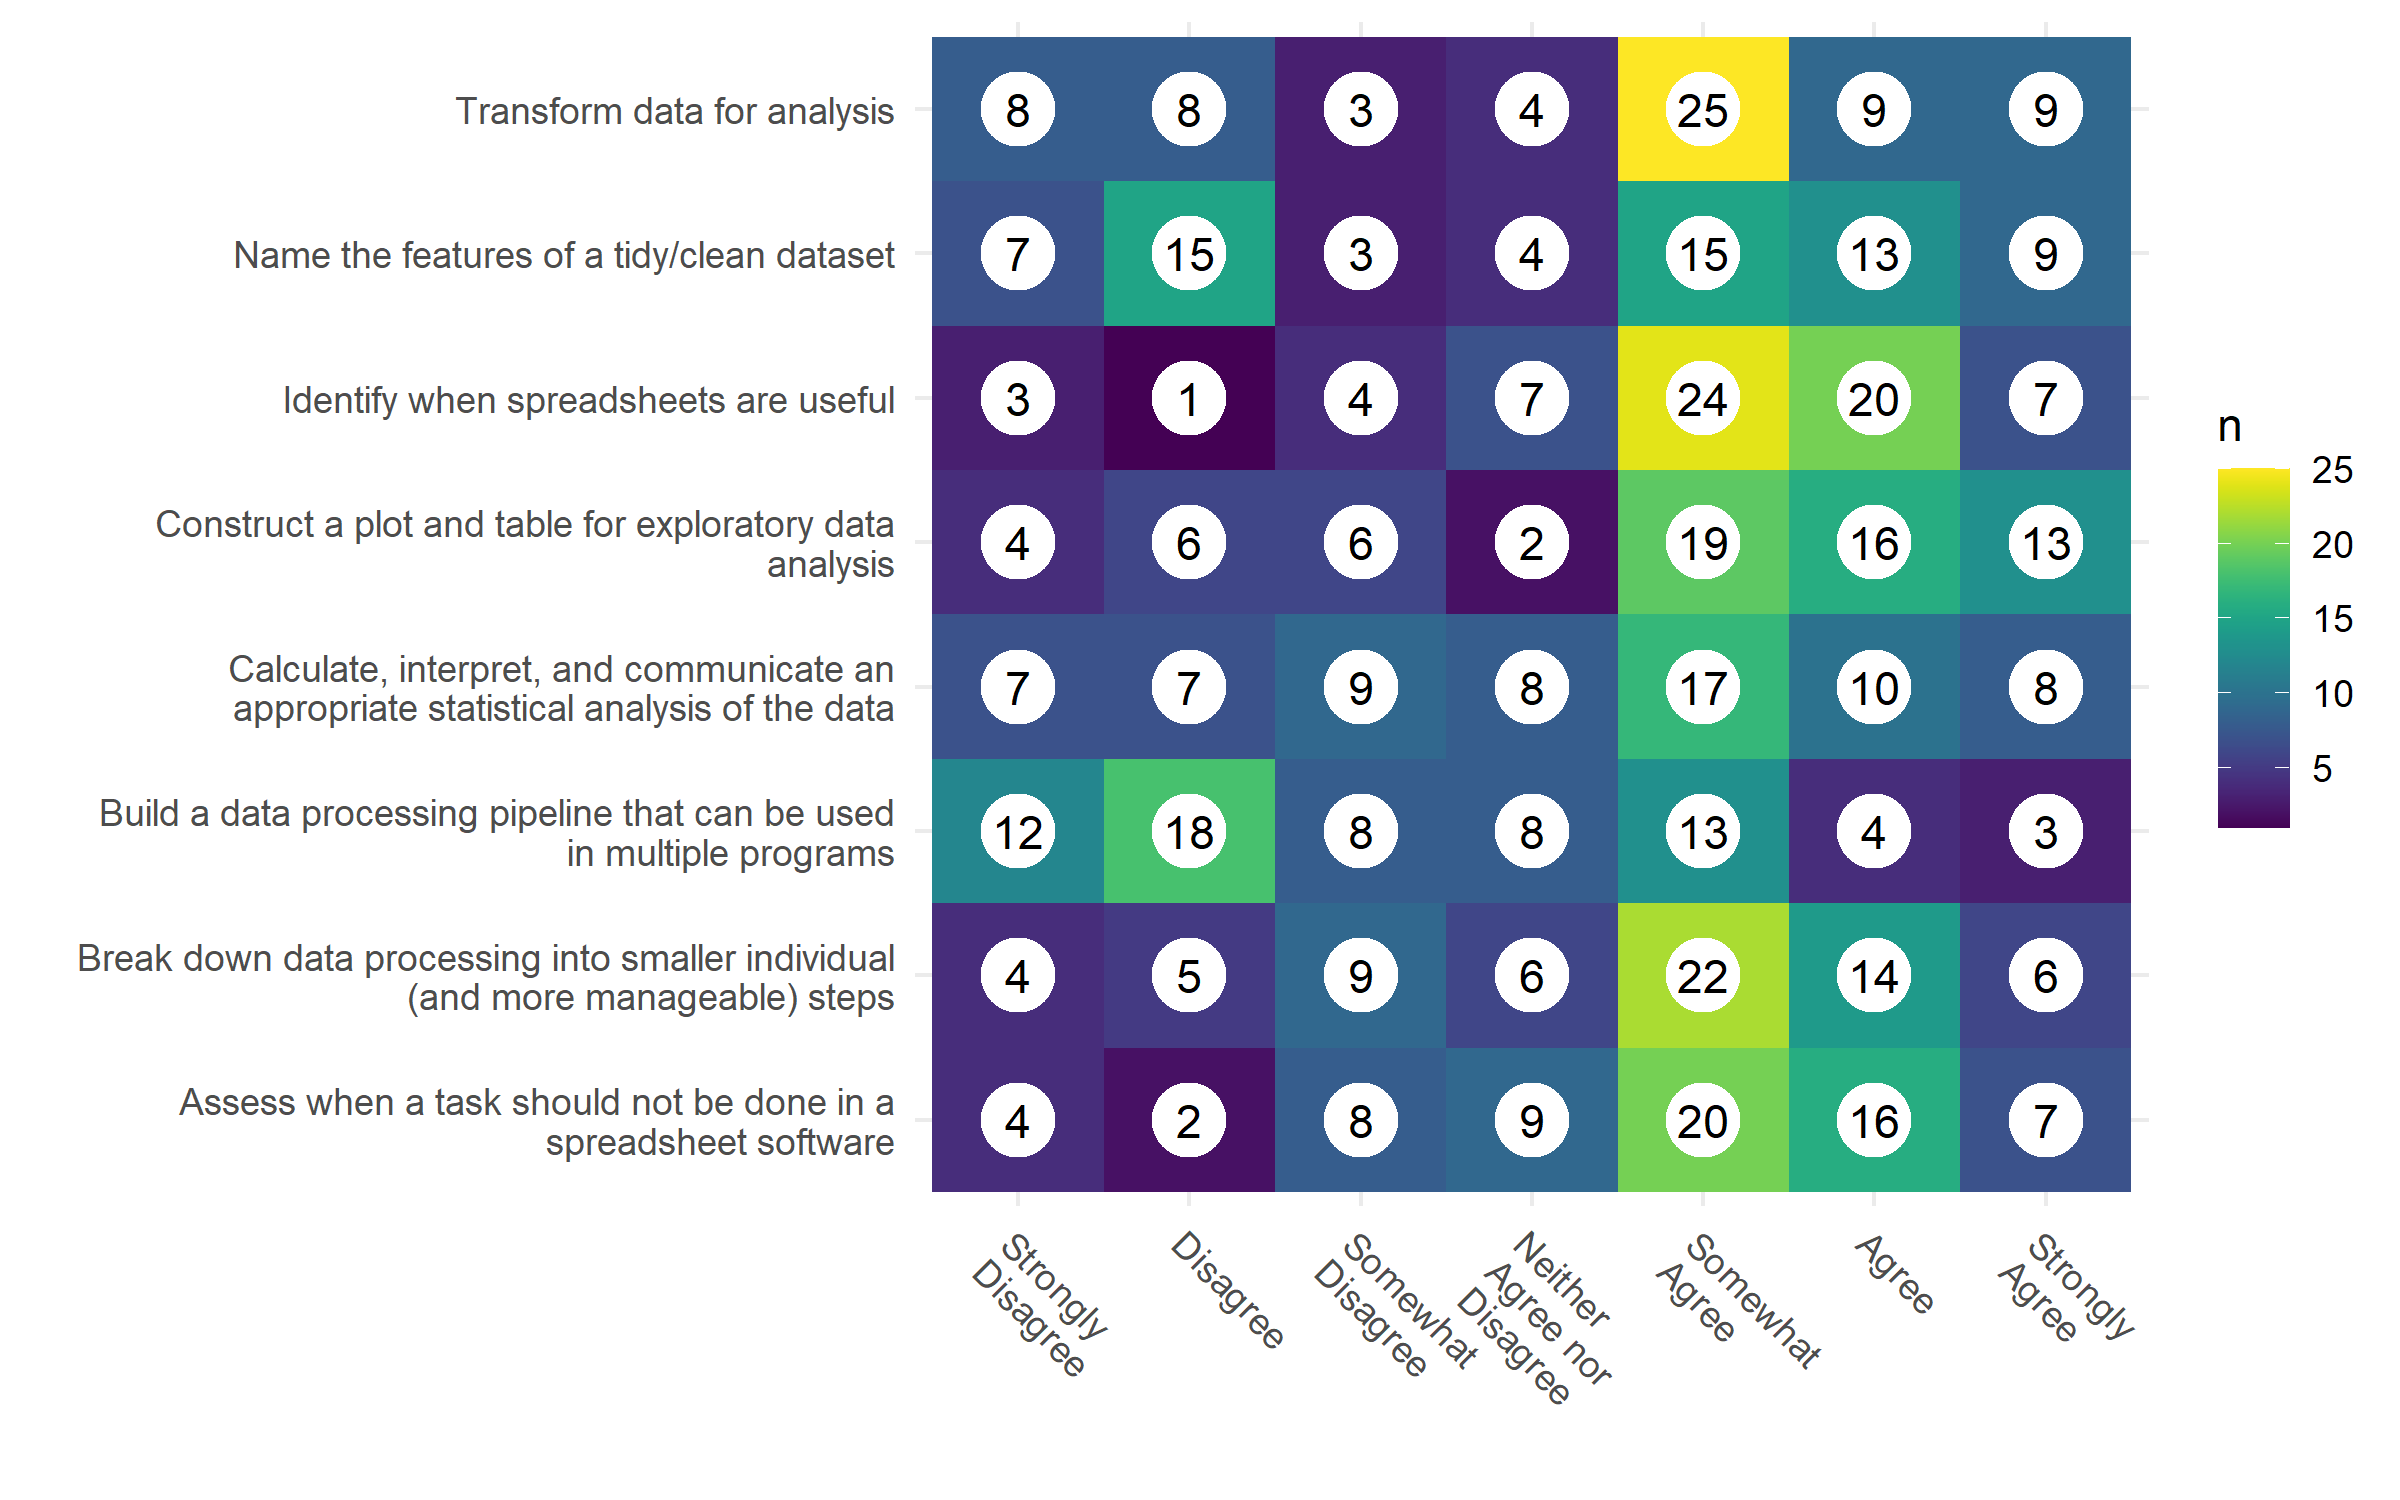 Transform data for analysis
8 8 3 4 25 9 9
Name the features of a tidy/clean dataset
7 15 3 4 15 13 9
Identify when spreadsheets are useful
3 1 4 7 24 20 7
Construct a plot and table for exploratory data
analysis
4 6 6 2 19 16 13
Calculate, interpret, and communicate an
appropriate statistical analysis of the data
7 7 9 8 17 10 8
Build a data processing pipeline that can be used
in multiple programs
12 18 8 8 13 4 3
Break down data processing into smaller individual
(and more manageable) steps
4 5 9 6 22 14 6
Assess when a task should not be done in a
spreadsheet software
4 2 8 9 20 16 7
Strongly
Disagree
Disagree
Somewhat
Disagree
Neither
Agree nor
Disagree
Somewhat
Agree
Agree
Strongly
Agree
n
25
20
15
10
5